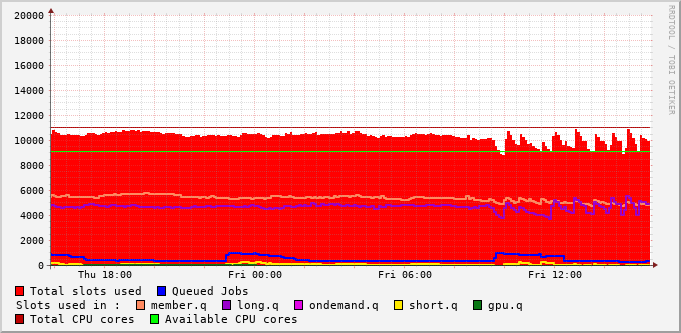 20000
18000
16000
14000
12000
10000
8000
6000
4000
2000
0
Thu 18:00 Fri 00:00 Fri 06:00 Fri 12:00
RRDTOOL / TOBI OETIKER
Total slots used Queued Jobs
Slots used in : member.q long.q ondemand.q short.q gpu.q
Total CPU cores Available CPU cores